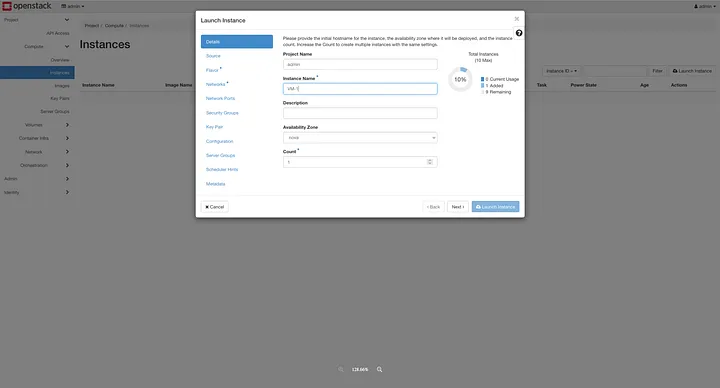 openstack
admin
admin
Project
API Access
Compute
Overview
Instances
Images
Key Pairs
Server Groups
Volumes
Container Infra
Network
Orchestration
Admin
Identity
Project / Compute / Instances
Instances
Instance ID =
Filter
Launch Instance
Instance Name
Image Name
Task
Power State
Age
Actions
Launch Instance
×
Details
Source
Flavor *
Networks *
Network Ports
Security Groups
Key Pair
Configuration
Server Groups
Scheduler Hints
Metadata
Please provide the initial hostname for the instance, the availability zone where it will be deployed, and the instance
count. Increase the Count to create multiple instances with the same settings.
?
Project Name
admin
Instance Name *
VM-1
Description
Availability Zone
nova
Count *
1
Total Instances
(10 Max)
10%
0 Current Usage
1 Added
9 Remaining
× Cancel
‹ Back
Next ›
Launch Instance